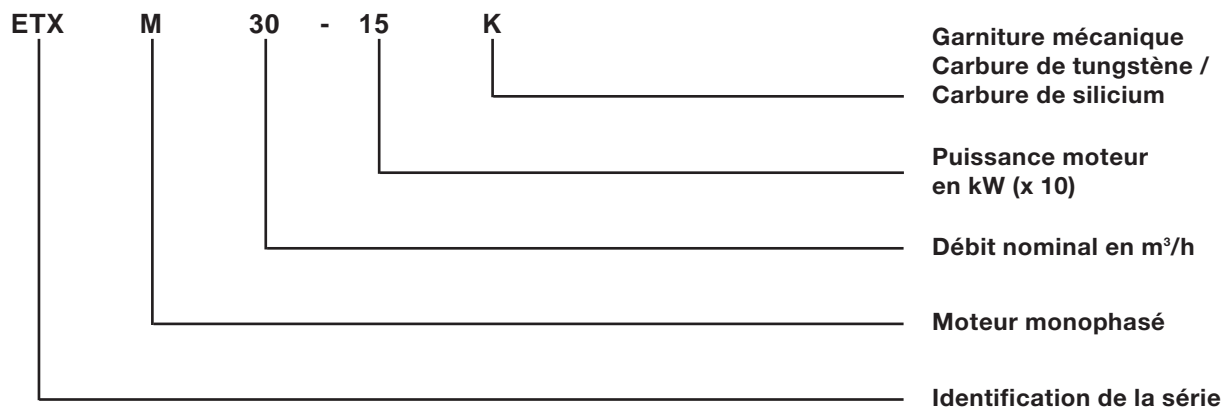 ETX M 30 - 15 K
Garniture mécanique
Carbure de tungstène /
Carbure de silicium
Puissance moteur
en kW (x 10)
Débit nominal en m³/h
Moteur monophasé
Identification de la série